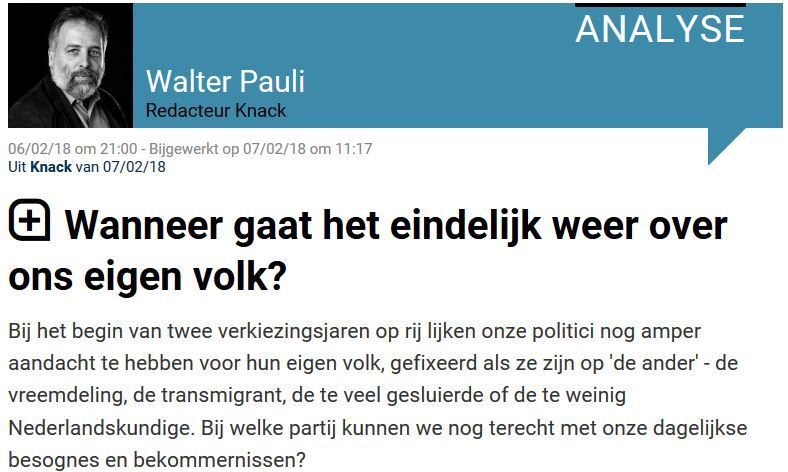 ANALYSE
Walter Pauli
Redacteur Knack
06/02/18 om 21:00 - Bijgewerkt op 07/02/18 om 11:17
Uit Knack van 07/02/18
Wanneer gaat het eindelijk weer over
ons eigen volk?
Bij het begin van twee verkiezingsjaren op rij lijken onze politici nog amper
aandacht te hebben voor hun eigen volk, gefixeerd als ze zijn op 'de ander' - de
vreemdeling, de transmigrant, de te veel gesluierde of de te weinig
Nederlandskundige. Bij welke partij kunnen we nog terecht met onze dagelijkse
besognes en bekommernissen?